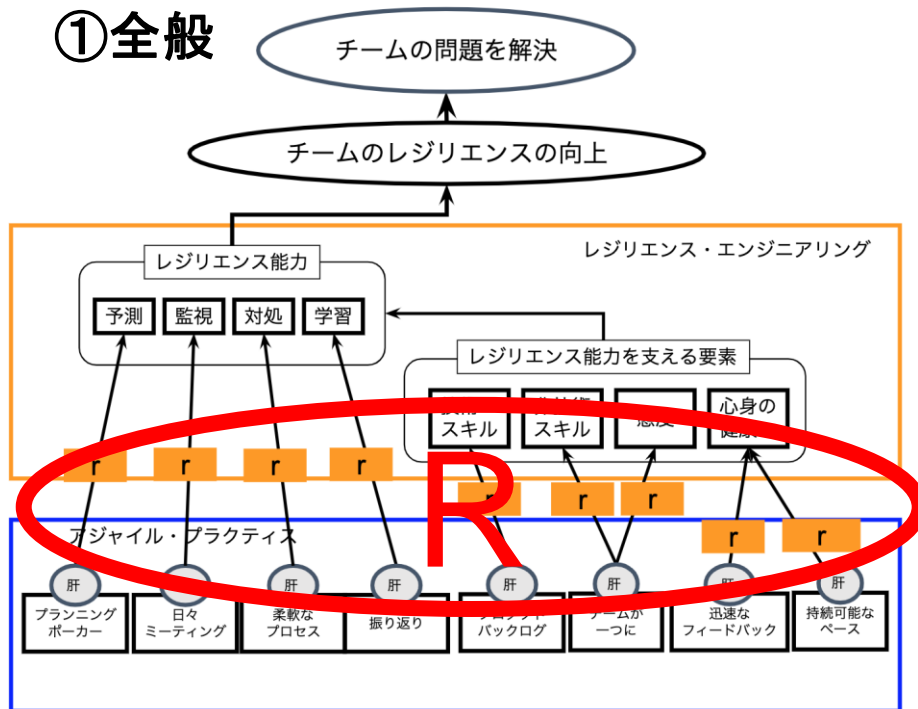 ①全般
チームの問題を解決
チームのレジリエンスの向上
レジリエンス・エンジニアリング
レジリエンス能力
予測
監視
対処
学習
レジリエンス能力を支える要素
スキル
スキル
心身の
r
r
r
r
R
r
r
r
r
r
アジャイル・プラクティス
肝
肝
肝
肝
肝
肝
肝
肝
プランニング
ポーカー
日々
ミーティング
柔軟な
プロセス
振り返り
バックログ
一つに
迅速な
フィードバック
持続可能な
ペース